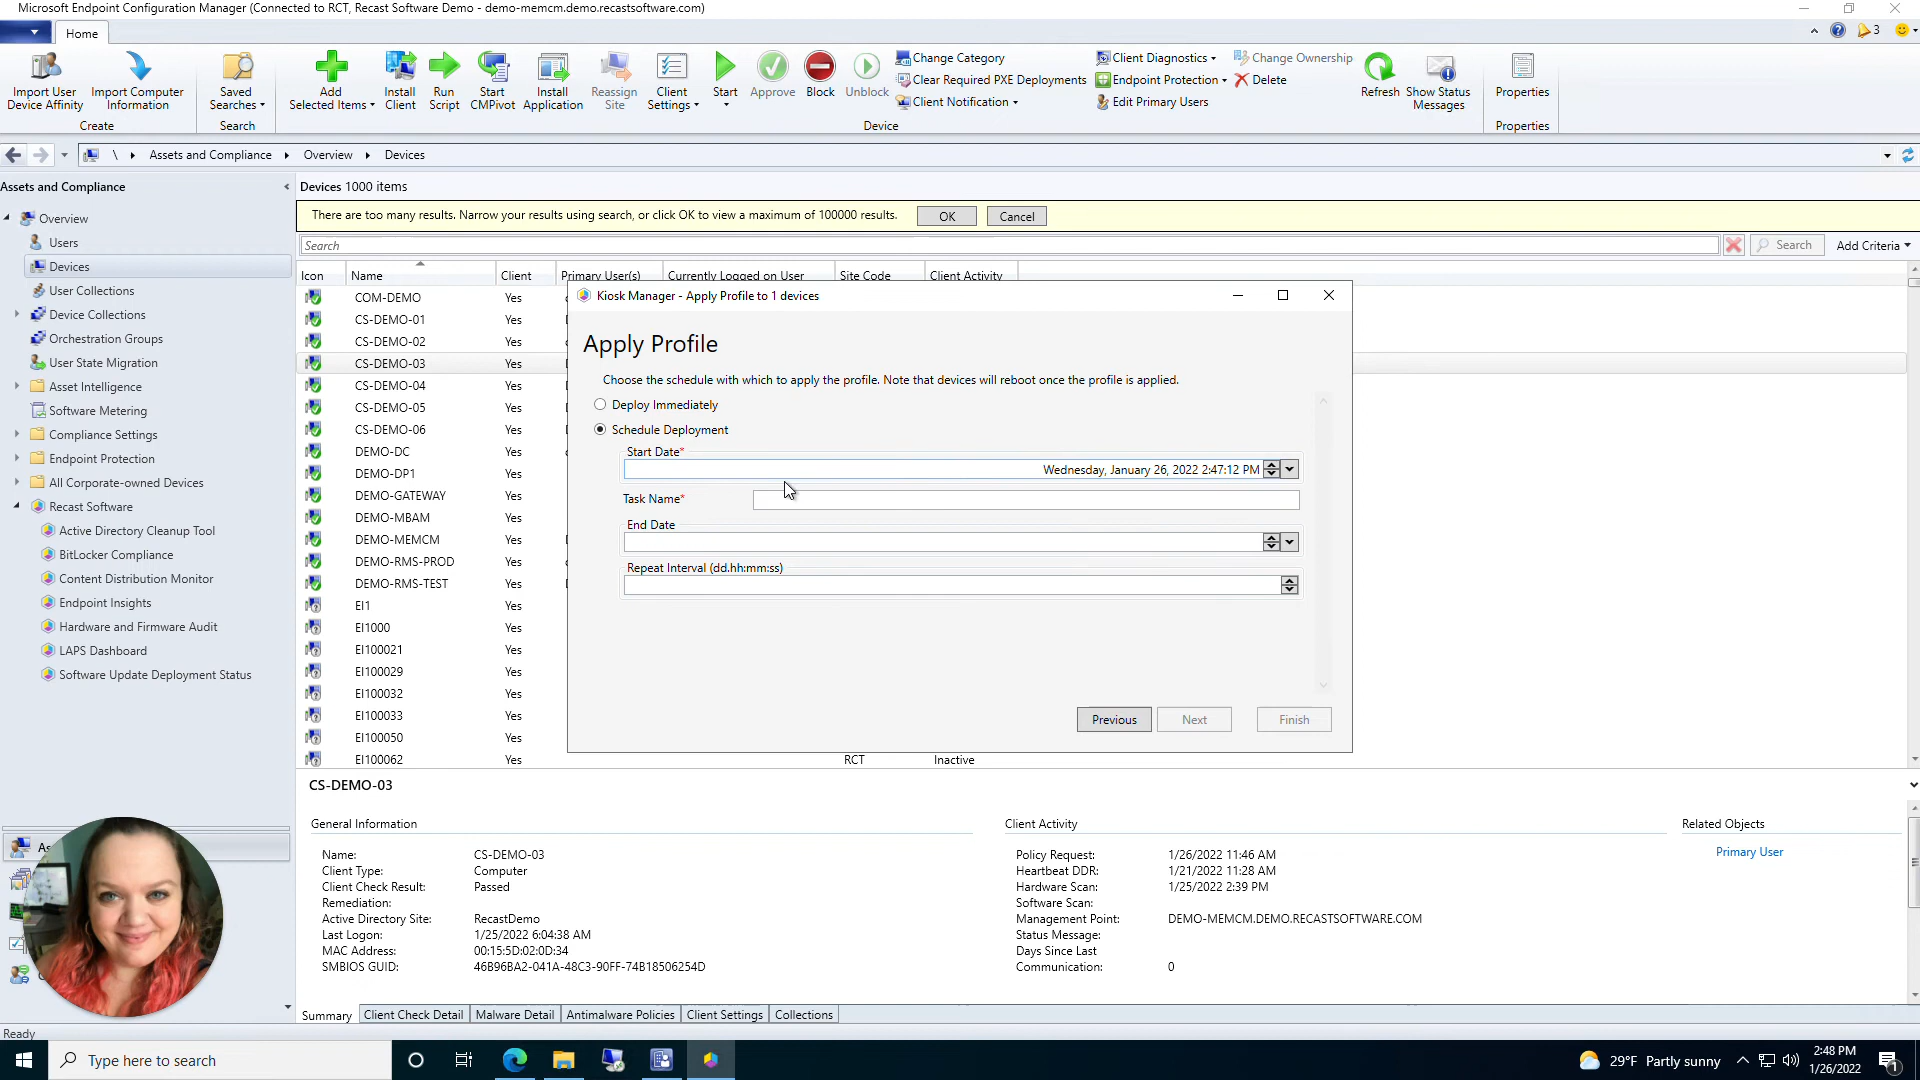 Microsoft Endpoint Configuration Manager (Connected to RCT, Recast Software Demo - demo-memcm.demo.recastsoftware.com)
Home
3
Import User Device Affinity
Import Computer Information
Saved Searches
Add Selected Items
Install Client
Run Script
Start CMPivot
Install Application
Reassign Site
Client Settings
Start
Approve
Block
Unblock
Change Category
Clear Required PXE Deployments
Client Notification
Client Diagnostics
Endpoint Protection
Edit Primary Users
Change Ownership
Delete
Refresh
Show Status Messages
Properties
Create
Search
Device
Properties
\ Assets and Compliance Overview Devices
Assets and Compliance
Overview
Users
Devices
User Collections
Device Collections
Orchestration Groups
User State Migration
Asset Intelligence
Software Metering
Compliance Settings
Endpoint Protection
All Corporate-owned Devices
Recast Software
Active Directory Cleanup Tool
BitLocker Compliance
Content Distribution Monitor
Endpoint Insights
Hardware and Firmware Audit
LAPS Dashboard
Software Update Deployment Status
Devices 1000 items
There are too many results. Narrow your results using search, or click OK to view a maximum of 100000 results. OK Cancel
Search Search Add Criteria
Icon Name Client Primary User(s) Currently Logged on User Site Code Client Activity
COM-DEMO Yes
CS-DEMO-01 Yes
CS-DEMO-02 Yes
CS-DEMO-03 Yes
CS-DEMO-04 Yes
CS-DEMO-05 Yes
CS-DEMO-06 Yes
DEMO-DC Yes
DEMO-DP1 Yes
DEMO-GATEWAY Yes
DEMO-MBAM Yes
DEMO-MEMCM Yes
DEMO-RMS-PROD Yes
DEMO-RMS-TEST Yes
EI1 Yes
EI1000 Yes
EI100021 Yes
EI100029 Yes
EI100032 Yes
EI100033 Yes
EI100050 Yes
EI100062 Yes RCT Inactive
Kiosk Manager - Apply Profile to 1 devices
Apply Profile
Choose the schedule with which to apply the profile. Note that devices will reboot once the profile is applied.
Deploy Immediately
Schedule Deployment
Start Date*
Wednesday, January 26, 2022 2:47:12 PM
Task Name*
End Date
Repeat Interval (dd.hh:mm:ss)
Previous Next Finish
CS-DEMO-03
General Information
Name: CS-DEMO-03
Client Type: Computer
Client Check Result: Passed
Remediation:
Active Directory Site: RecastDemo
Last Logon: 1/25/2022 6:04:38 AM
MAC Address: 00:15:5D:02:0D:34
SMBIOS GUID: 46B96BA2-041A-48C3-90FF-74B18506254D
Client Activity
Policy Request: 1/26/2022 11:46 AM
Heartbeat DDR: 1/21/2022 11:28 AM
Hardware Scan: 1/25/2022 2:39 PM
Software Scan:
Management Point: DEMO-MEMCM.DEMO.RECASTSOFTWARE.COM
Status Message:
Days Since Last
Communication: 0
Related Objects
Primary User
Summary Client Check Detail Malware Detail Antimalware Policies Client Settings Collections
Ready
Type here to search
29°F Partly sunny
2:48 PM
1/26/2022
1